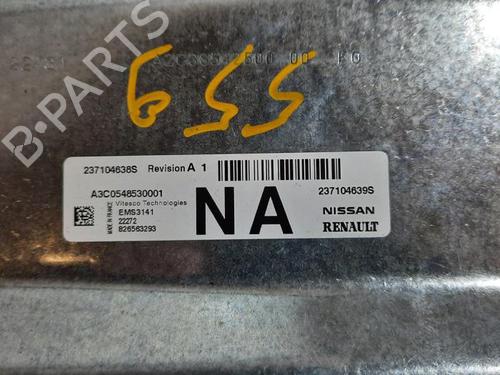 B-PARTS
655
237104638S Revision A 1
A3C0548530001
237104639S
MADE IN FRANCE
Vitesco Technologies
EMS3141
22272
826563293
NA
NISSAN
RENAULT